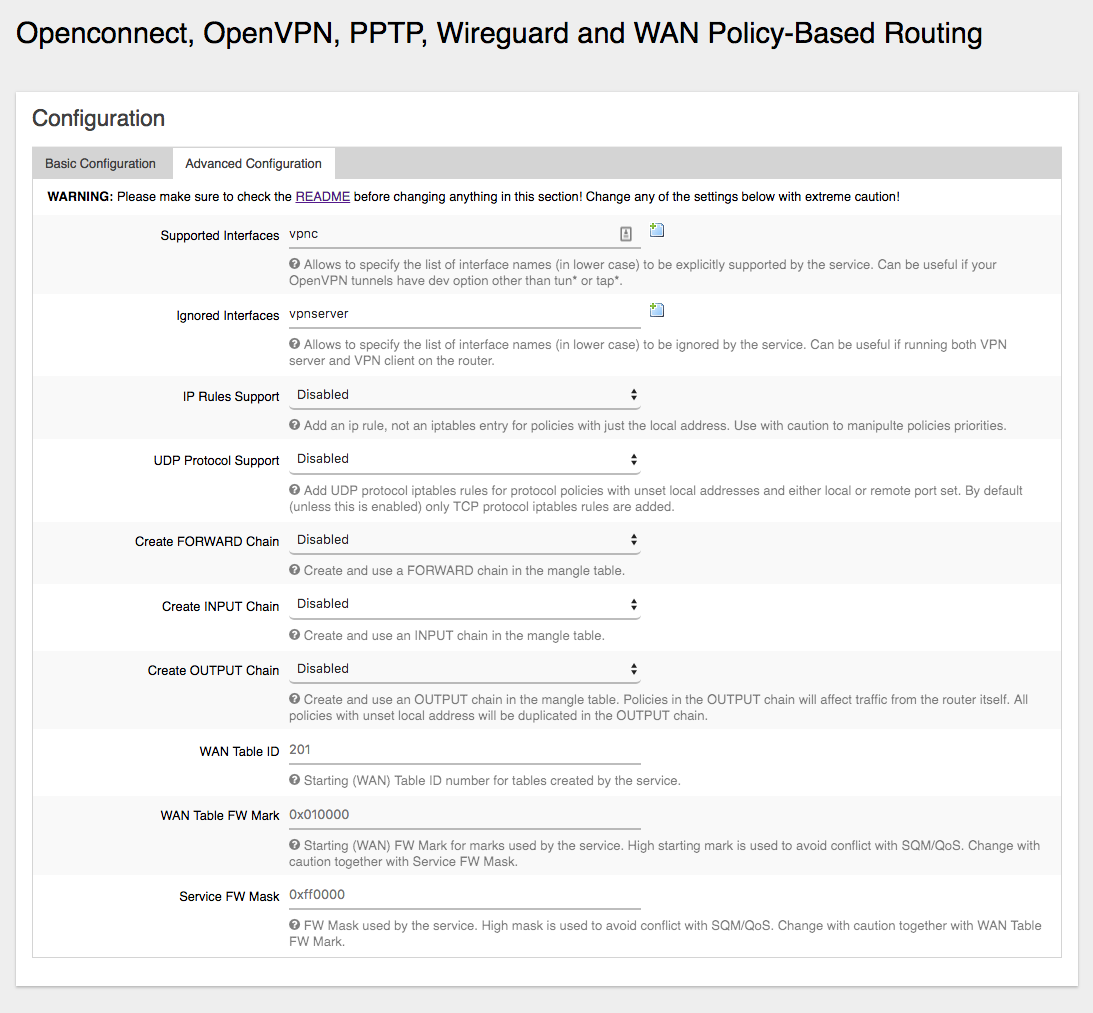 Openconnect, OpenVPN, PPTP, Wireguard and WAN Policy-Based Routing
Configuration
Basic Configuration
Advanced Configuration
WARNING: Please make sure to check the README before changing anything in this section! Change any of the settings below with extreme caution!
Supported Interfaces
vpnc
Allows to specify the list of interface names (in lower case) to be explicitly supported by the service. Can be useful if your
OpenVPN tunnels have dev option other than tun* or tap*.
Ignored Interfaces
vpnserver
Allows to specify the list of interface names (in lower case) to be ignored by the service. Can be useful if running both VPN
server and VPN client on the router.
IP Rules Support
Disabled
Add an ip rule, not an iptables entry for policies with just the local address. Use with caution to manipulte policies priorities.
UDP Protocol Support
Disabled
Add UDP protocol iptables rules for protocol policies with unset local addresses and either local or remote port set. By default
(unless this is enabled) only TCP protocol iptables rules are added.
Create FORWARD Chain
Disabled
Create and use a FORWARD chain in the mangle table.
Create INPUT Chain
Disabled
Create and use an INPUT chain in the mangle table.
Create OUTPUT Chain
Disabled
Create and use an OUTPUT chain in the mangle table. Policies in the OUTPUT chain will affect traffic from the router itself. All
policies with unset local address will be duplicated in the OUTPUT chain.
WAN Table ID
201
Starting (WAN) Table ID number for tables created by the service.
WAN Table FW Mark
0x010000
Starting (WAN) FW Mark for marks used by the service. High starting mark is used to avoid conflict with SQM/QoS. Change with
caution together with Service FW Mask.
Service FW Mask
0xff0000
FW Mask used by the service. High mask is used to avoid conflict with SQM/QoS. Change with caution together with WAN Table
FW Mark.